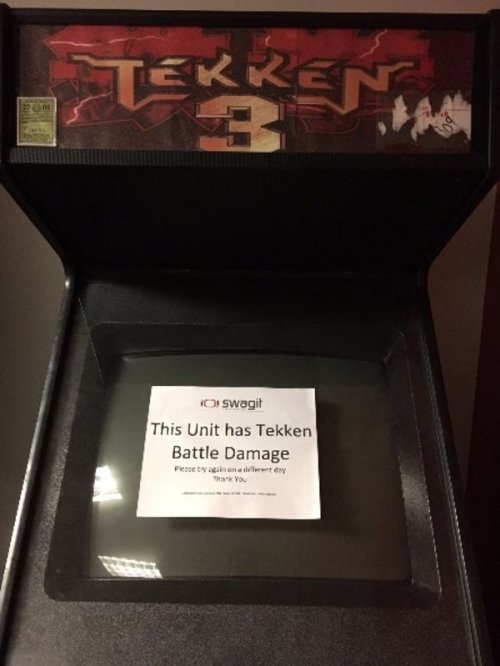 TEKKEN
3
swagit
This Unit has Tekken
Battle Damage
Please try again on a different day
Thank You